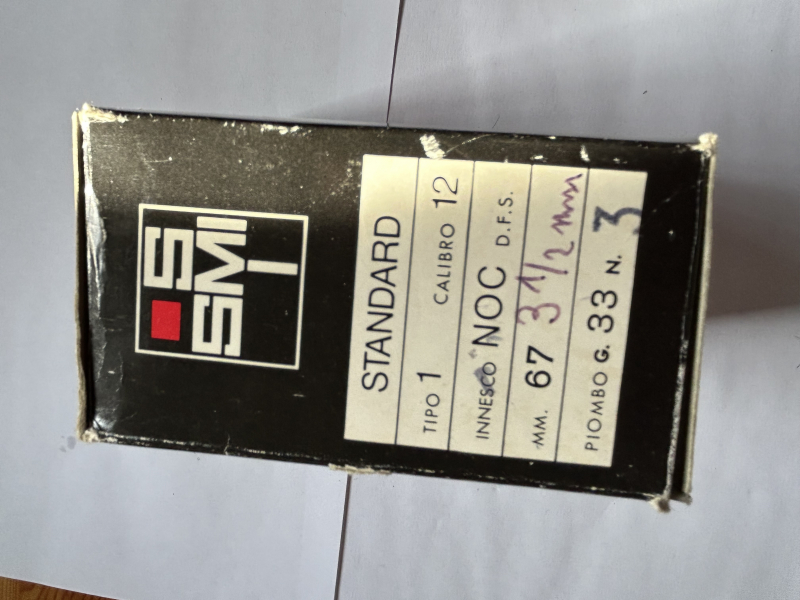 S
SMI
STANDARD
TIPO 1 CALIBRO 12
INNESCO "NOC D.F.S.
MM. 67 3 1/2 mm
PIOMBO G. 33 N. 3